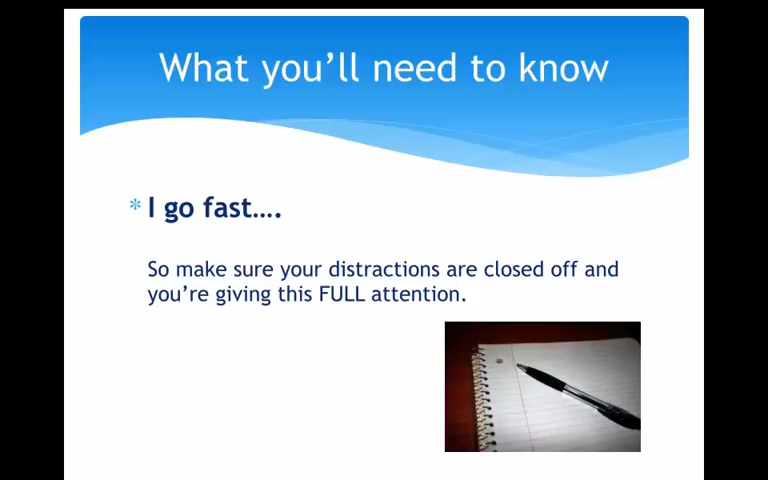 What you’ll need to know
* I go fast….
So make sure your distractions are closed off and
you’re giving this FULL attention.